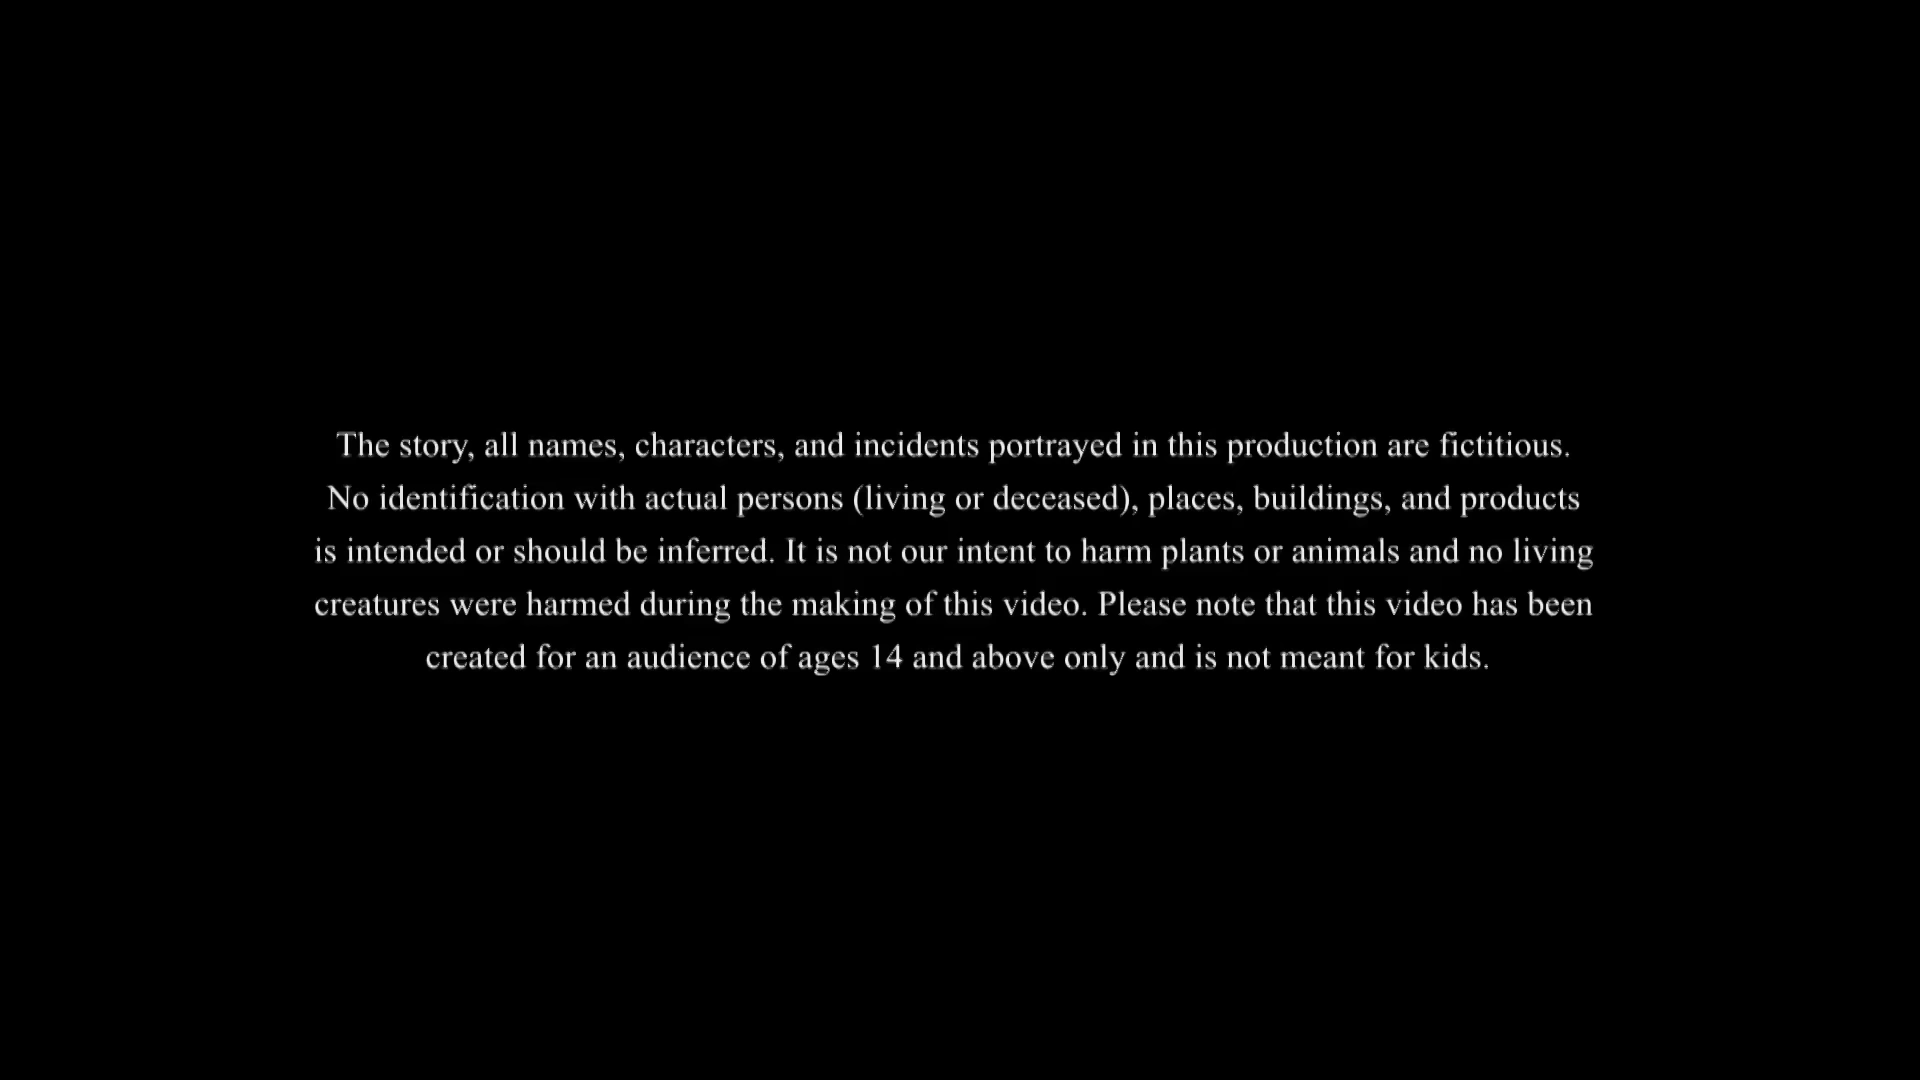 The story, all names, characters, and incidents portrayed in this production are fictitious.
No identification with actual persons (living or deceased), places, buildings, and products
is intended or should be inferred. It is not our intent to harm plants or animals and no living
creatures were harmed during the making of this video. Please note that this video has been
created for an audience of ages 14 and above only and is not meant for kids.